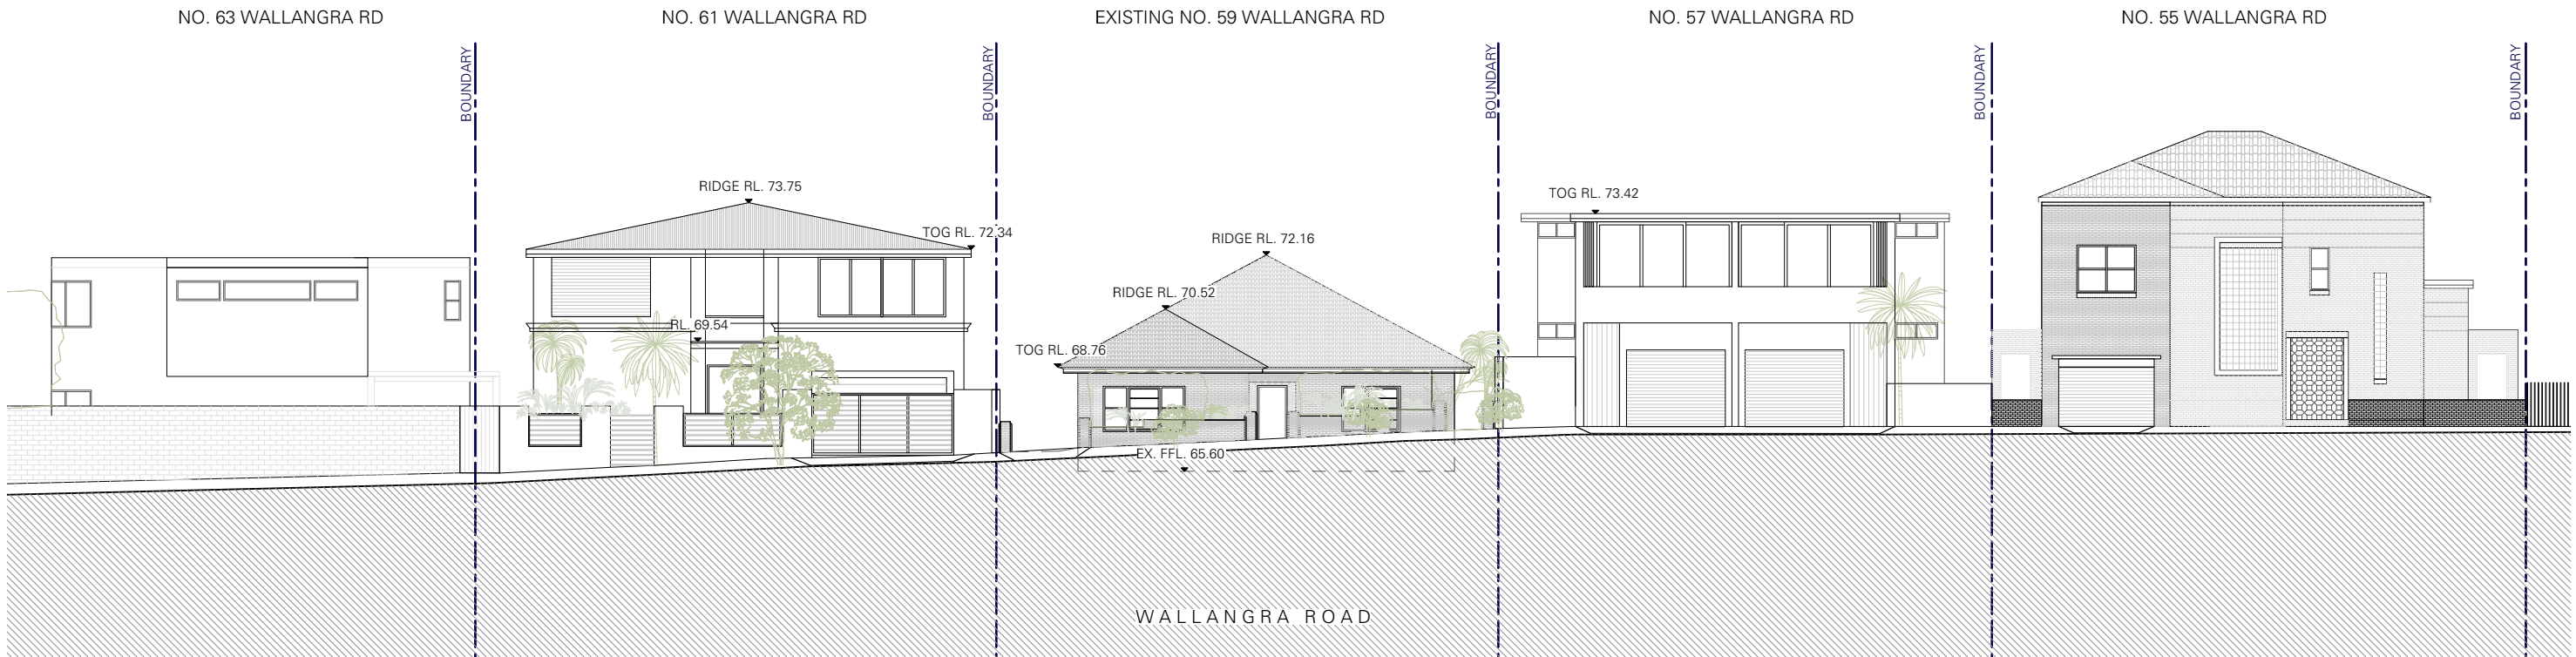 NO. 63 WALLANGRA RD
NO. 61 WALLANGRA RD
EXISTING NO. 59 WALLANGRA RD
NO. 57 WALLANGRA RD
NO. 55 WALLANGRA RD
BOUNDARY
BOUNDARY
BOUNDARY
BOUNDARY
BOUNDARY
RIDGE RL. 73.75
TOG RL. 73.42
TOG RL. 72.34
RIDGE RL. 72.16
RIDGE RL. 70.52
RL. 69.54
TOG RL. 68.76
EX. FFL. 65.60
WALLANGRA ROAD